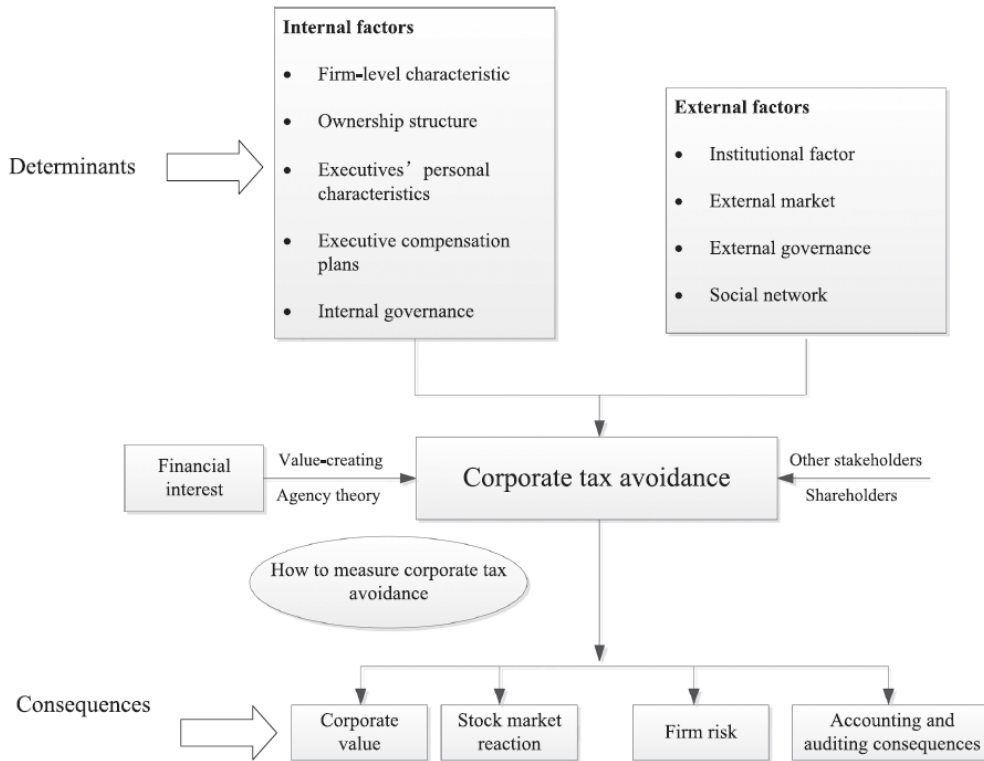 Internal factors
• Firm-level characteristic
• Ownership structure
• Executives’ personal
characteristics
• Executive compensation
plans
• Internal governance
External factors
• Institutional factor
• External market
• External governance
• Social network
Determinants
Financial
interest
Value-creating
Agency theory
Corporate tax avoidance
Other stakeholders
Shareholders
How to measure corporate tax
avoidance
Consequences
Corporate
value
Stock market
reaction
Firm risk
Accounting and
auditing consequences